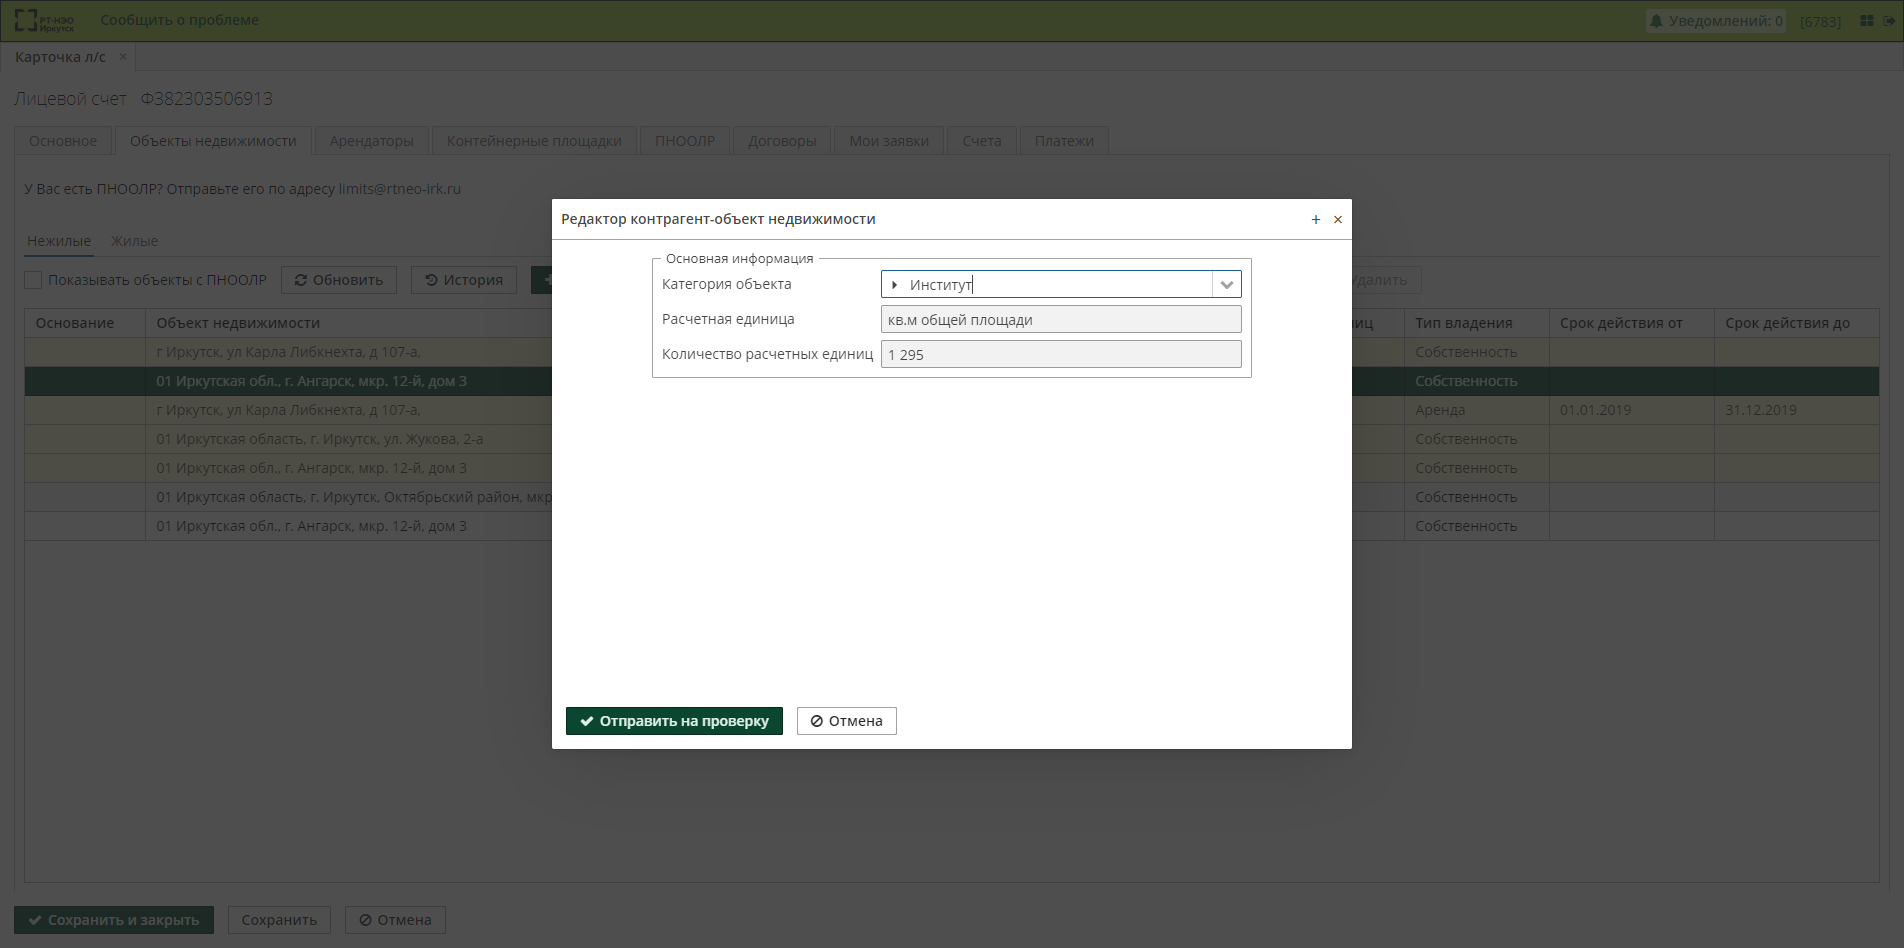 РТ-НЭО
Иркутск
Сообщить о проблеме
Уведомлений: 0
[6783]
Карточка л/с ×
Лицевой счет Ф382303506913
Основное Объекты недвижимости Арендаторы Контейнерные площадки ПНООЛР Договоры Мои заявки Счета Платежи
У Вас есть ПНООЛР? Отправьте его по адресу limits@rtneo-irk.ru
Нежилые Жилые
Показывать объекты с ПНООЛР Обновить История Удалить
Основание Объект недвижимости Тип владения Срок действия от Срок действия до
г Иркутск, ул Карла Либкнехта, д 107-а, Собственность
01 Иркутская обл., г. Ангарск, мкр. 12-й, дом 3 Собственность
г Иркутск, ул Карла Либкнехта, д 107-а, Аренда 01.01.2019 31.12.2019
01 Иркутская область, г. Иркутск, ул. Жукова, 2-а Собственность
01 Иркутская обл., г. Ангарск, мкр. 12-й, дом 3 Собственность
01 Иркутская область, г. Иркутск, Октябрьский район, мкр Собственность
01 Иркутская обл., г. Ангарск, мкр. 12-й, дом 3 Собственность
Редактор контрагент-объект недвижимости + ×
Основная информация
Категория объекта Институт
Расчетная единица кв.м общей площади
Количество расчетных единиц 1 295
Отправить на проверку Отмена
Сохранить и закрыть Сохранить Отмена